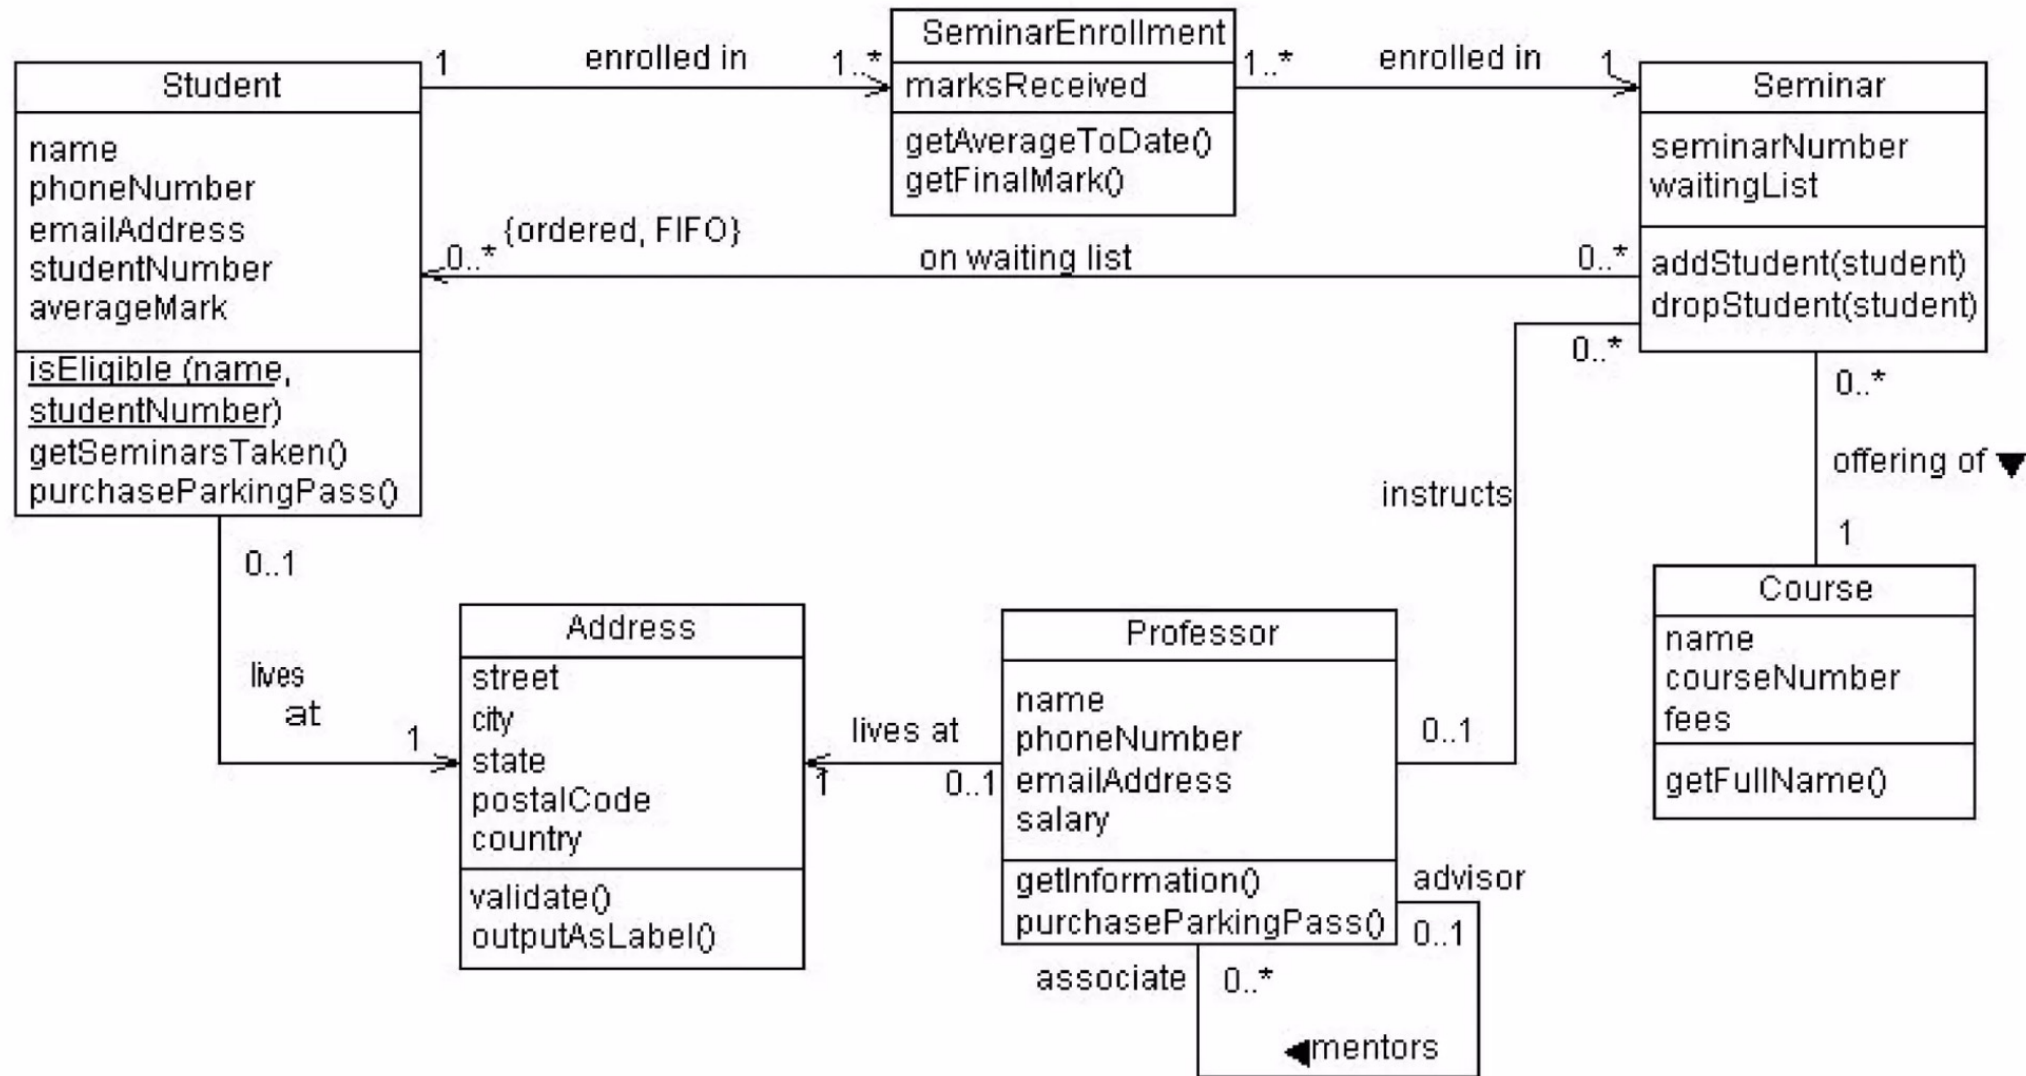 Student
name
phoneNumber
emailAddress
studentNumber
averageMark
isEligible (name,
studentNumber)
getSeminarsTaken()
purchaseParkingPass()
1
enrolled in
1..*
SeminarEnrollment
marksReceived
getAverageToDate()
getFinalMark()
1..*
enrolled in
1
Seminar
seminarNumber
waitingList
addStudent(student)
dropStudent(student)
0..*
{ordered, FIFO}
on waiting list
0..*
0..*
instructs
0..1
0..*
offering of
1
Course
name
courseNumber
fees
getFullName()
0..1
lives
at
1
Address
street
city
state
postalCode
country
validate()
outputAsLabel()
lives at
1
0..1
Professor
name
phoneNumber
emailAddress
salary
getInformation()
purchaseParkingPass()
advisor
0..1
associate
0..*
mentors